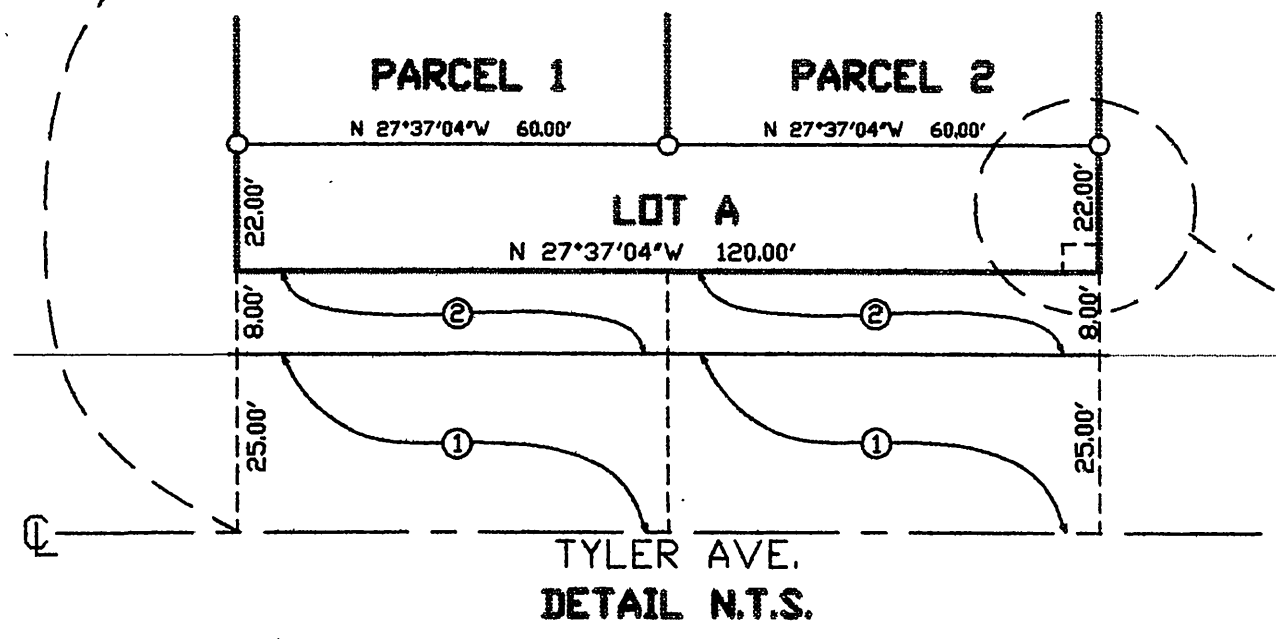 PARCEL 1 PARCEL 2
N 27°37'04"W 60.00' N 27°37'04"W 60.00'
22.00' LOT A 22.00'
N 27°37'04"W 120.00'
8.00' 2 2 8.00'
25.00' 1 1 25.00'
℄ TYLER AVE.
DETAIL N.T.S.